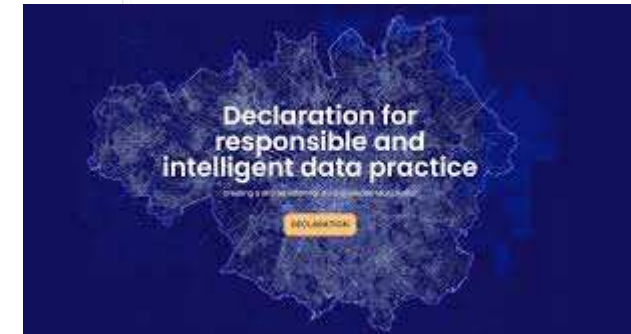 Declaration for
responsible and
intelligent data practice
DECLARATION